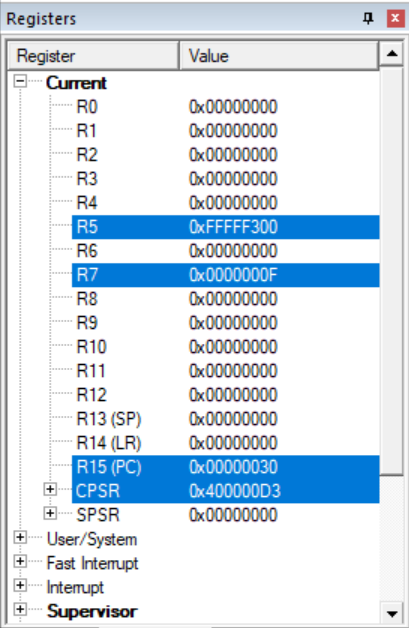 Registers
Register Value
Current
R0 0x00000000
R1 0x00000000
R2 0x00000000
R3 0x00000000
R4 0x00000000
R5 0xFFFFF300
R6 0x00000000
R7 0x0000000F
R8 0x00000000
R9 0x00000000
R10 0x00000000
R11 0x00000000
R12 0x00000000
R13 (SP) 0x00000000
R14 (LR) 0x00000000
R15 (PC) 0x00000030
CPSR 0x400000D3
SPSR 0x00000000
User/System
Fast Interrupt
Interrupt
Supervisor